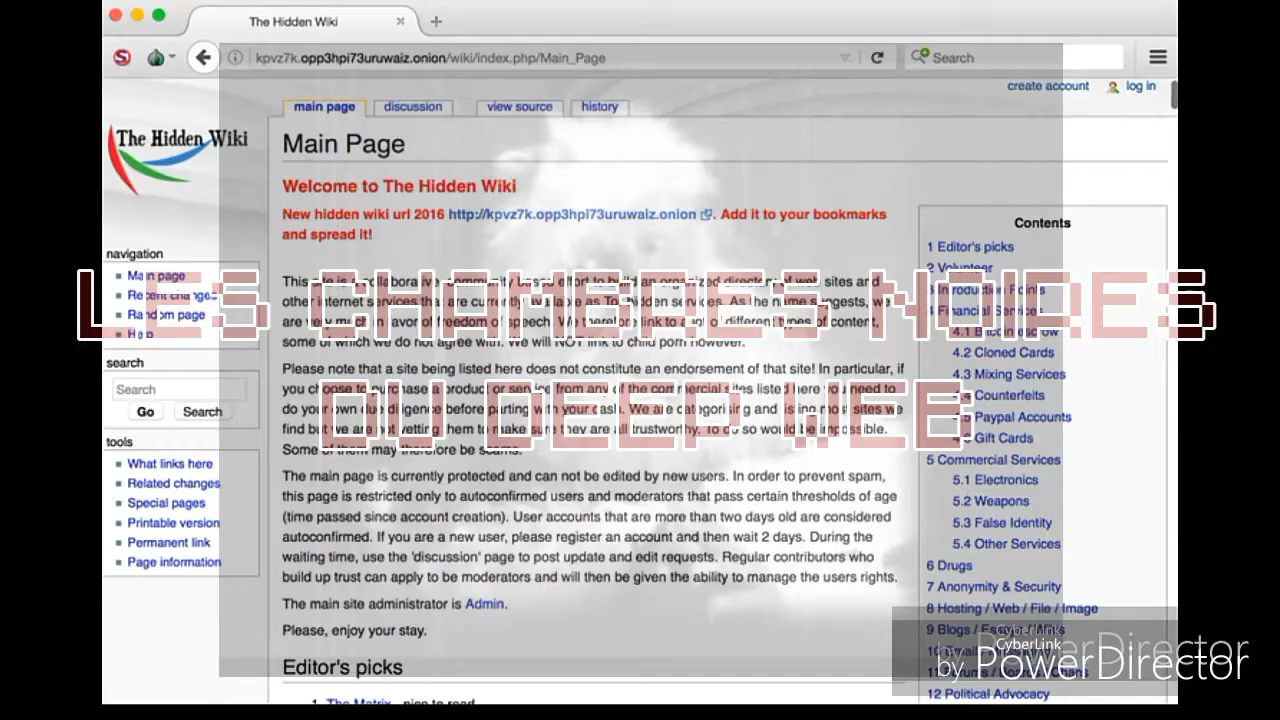 The Hidden Wiki
kpvz7k.opp3hpi73uruwaiz.onion/wiki/index.php/Main_Page
Search
create account
log in
main page
discussion
view source
history
The Hidden Wiki
Main Page
Welcome to The Hidden Wiki
New hidden wiki url 2016 http://kpvz7k.opp3hpi73uruwaiz.onion . Add it to your bookmarks
and spread it!
This site is a collaborative, community based effort to build an organized directory of web sites and
other internet services that are currently available as Tor hidden services. As the name suggests, we
are very much in favor of freedom of speech. We therefore link to a lot of different types of content,
some of which we do not agree with. We will NOT link to child porn however.
Please note that a site being listed here does not constitute an endorsement of that site! In particular, if
you choose to purchase a product or service from any of the commercial sites listed here you need to
do your own due diligence before parting with your cash. We are categorising and listing most sites we
find but we are not vetting them to make sure they are all trustworthy. To do so would be impossible.
Some of them may therefore be scams.
The main page is currently protected and can not be edited by new users. In order to prevent spam,
this page is restricted only to autoconfirmed users and moderators that pass certain thresholds of age
(time passed since account creation). User accounts that are more than two days old are considered
autoconfirmed. If you are a new user, please register an account and then wait 2 days. During the
waiting time, use the 'discussion' page to post update and edit requests. Regular contributors who
build up trust can apply to be moderators and will then be given the ability to manage the users rights.
The main site administrator is Admin.
Please, enjoy your stay.
Editor's picks
1. The Matrix - nice to read
navigation
Main page
Recent changes
Random page
Help
search
Search
Go
Search
tools
What links here
Related changes
Special pages
Printable version
Permanent link
Page information
Contents
1 Editor's picks
2 Volunteer
3 Introduction Points
4 Financial Services
4.1 Bitcoin escrow
4.2 Cloned Cards
4.3 Mixing Services
4.4 Counterfeits
4.5 Paypal Accounts
4.6 Gift Cards
5 Commercial Services
5.1 Electronics
5.2 Weapons
5.3 False Identity
5.4 Other Services
6 Drugs
7 Anonymity & Security
8 Hosting / Web / File / Image
9 Blogs / Essays / Wikis
11 Forums / Boards / Chans
12 Political Advocacy
LES CHAMBRES NOIRES
DU DEEP WEB
CyberLink
by PowerDirector